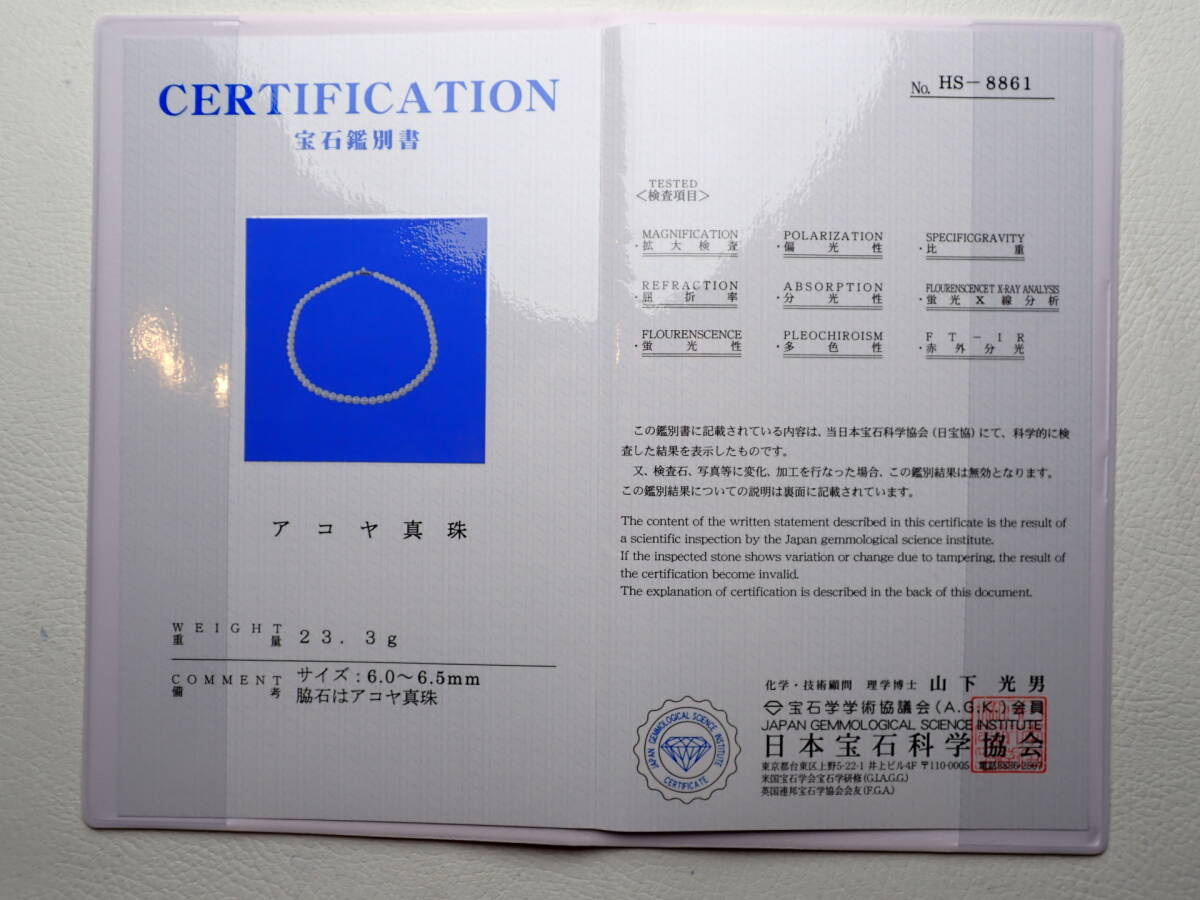 CERTIFICATION
宝石鑑別書
アコヤ真珠
WEIGHT
重量 23.3g
COMMENT サイズ:6.0～6.5mm
備考 脇石はアコヤ真珠
No. HS-8861
TESTED
<検査項目>
MAGNIFICATION
・拡大検査
POLARIZATION
・偏光性
SPECIFICGRAVITY
・比重
REFRACTION
・屈折率
ABSORPTION
・分光性
FLOURENSCENCET X-RAY ANALYSIS
・蛍光X線分析
FLOURENSCENCE
・蛍光性
PLEOCHIROISM
・多色性
FT-IR
・赤外分光
この鑑別書に記載されている内容は、当日本宝石科学協会(日宝協)にて、科学的に検
査した結果を表示したものです。
又、検査石、写真等に変化、加工を行なった場合、この鑑別結果は無効となります。
この鑑別結果についての説明は裏面に記載されています。
The content of the written statement described in this certificate is the result of
a scientific inspection by the Japan gemmological science institute.
If the inspected stone shows variation or change due to tampering, the result of
the certification become invalid.
The explanation of certification is described in the back of this document.
JAPAN GEMMOLOGICAL SCIENCE INSTITUTE
CERTIFICATE
化学・技術顧問 理学博士 山下光男
宝石学学術協議会(A.G.K.)会員
JAPAN GEMMOLOGICAL SCIENCE INSTITUTE
日本宝石科学協会
東京都台東区上野5-22-1 井上ビル4F 〒110-0005 電話8836-2567
米国宝石学会宝石学研修(G.I.A.G.G.)
英国連邦宝石学協会会友(F.G.A.)